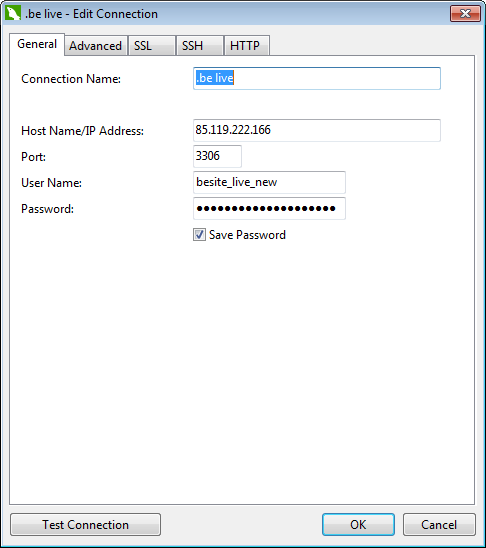 .be live - Edit Connection
General Advanced SSL SSH HTTP
Connection Name: .be live
Host Name/IP Address: 85.119.222.166
Port: 3306
User Name: besite_live_new
Password: ●●●●●●●●●●●●●●●●●●●●
Save Password
Test Connection OK Cancel